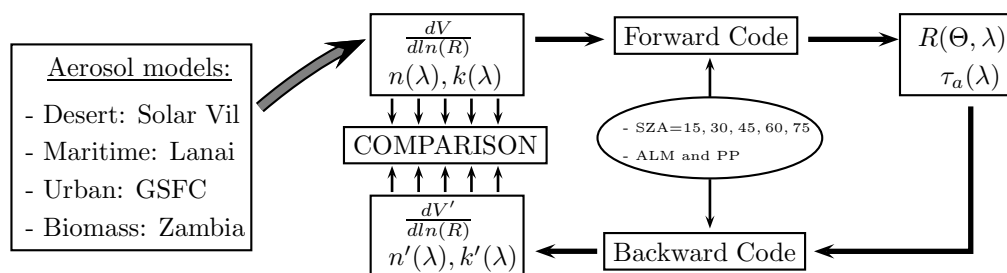 Aerosol models:
- Desert: Solar Vil
- Maritime: Lanai
- Urban: GSFC
- Biomass: Zambia
dV
dln(R)
n(λ), k(λ)
Forward Code
R(Θ, λ)
τa(λ)
COMPARISON
- SZA=15, 30, 45, 60, 75
- ALM and PP
dV′
dln(R)
n′(λ), k′(λ)
Backward Code